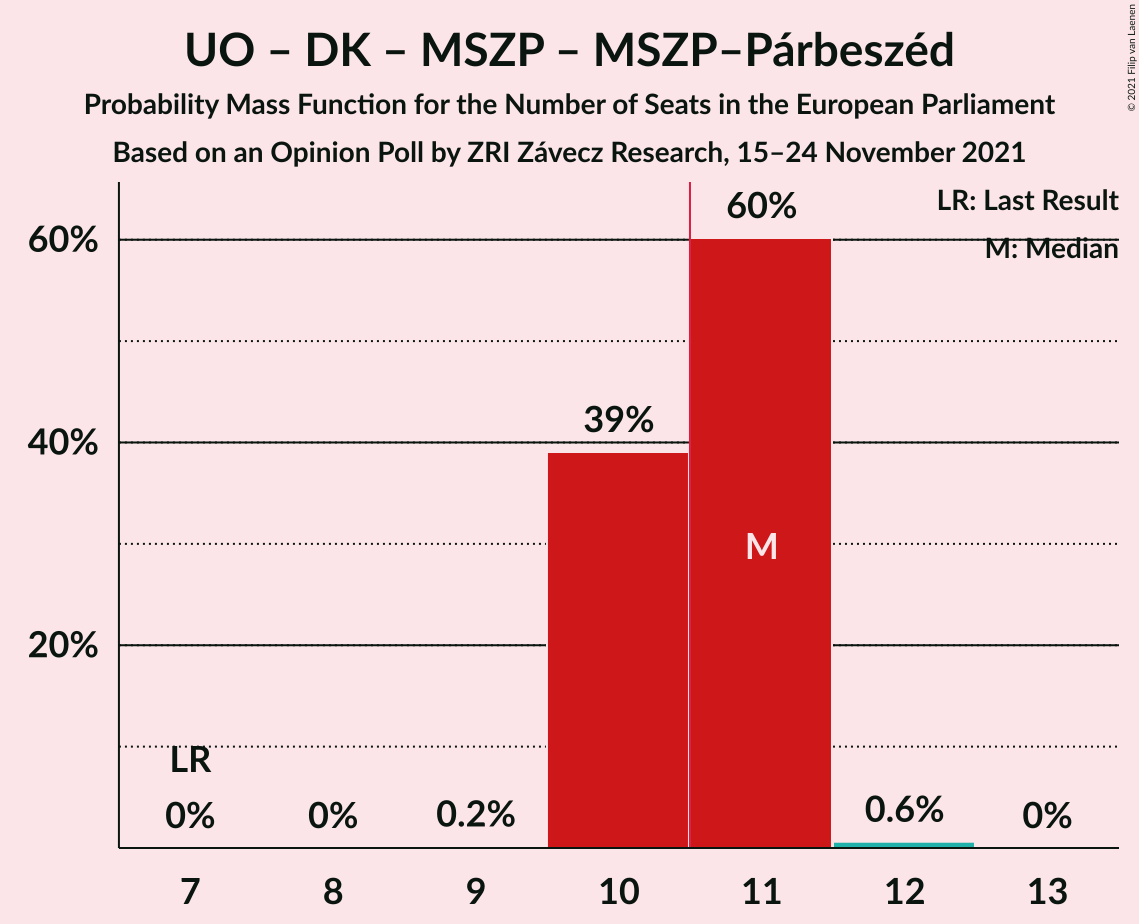 UO – DK – MSZP – MSZP–Párbeszéd
Probability Mass Function for the Number of Seats in the European Parliament
Based on an Opinion Poll by ZRI Závecz Research, 15–24 November 2021
© 2021 Filip van Laenen
LR: Last Result
M: Median
60%
40%
20%
60%
39%
M
LR
0%
0%
0.2%
0.6%
0%
7
8
9
10
11
12
13